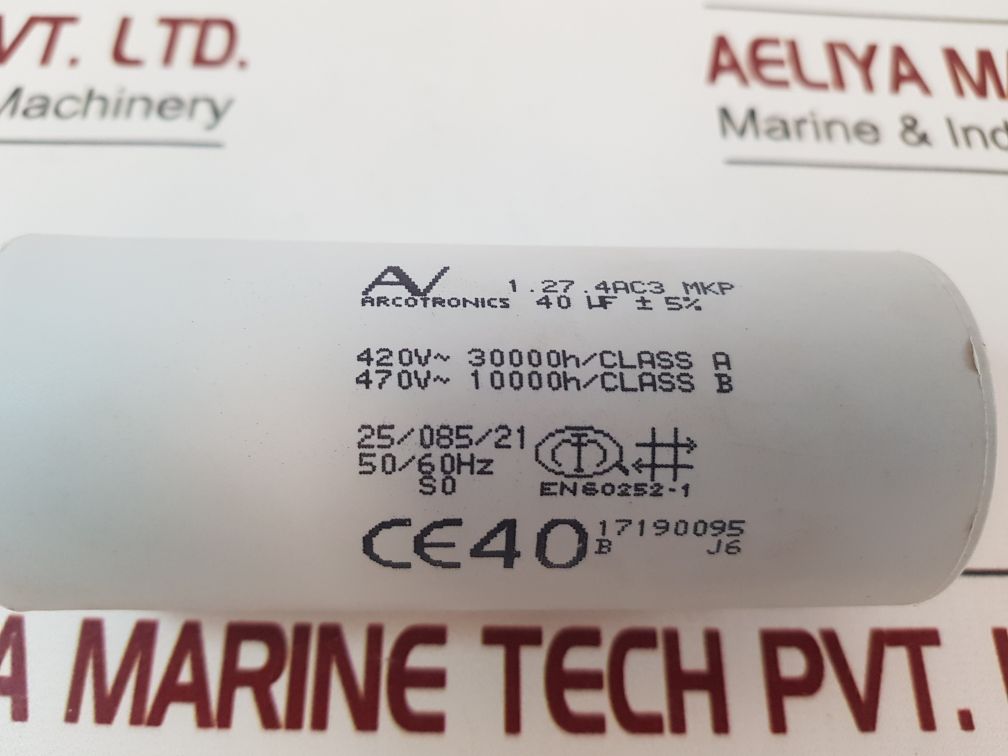 VT. LTD.
Machinery
AELIYA MA
Marine & Ind
AV
ARCOTRONICS
1.27.4AC3 MKP
40 µF ± 5%
420V~ 30000h/CLASS A
470V~ 10000h/CLASS B
25/085/21
50/60Hz
S0
EN60252-1
CE40
17190095
B J6
A MARINE TECH PVT.